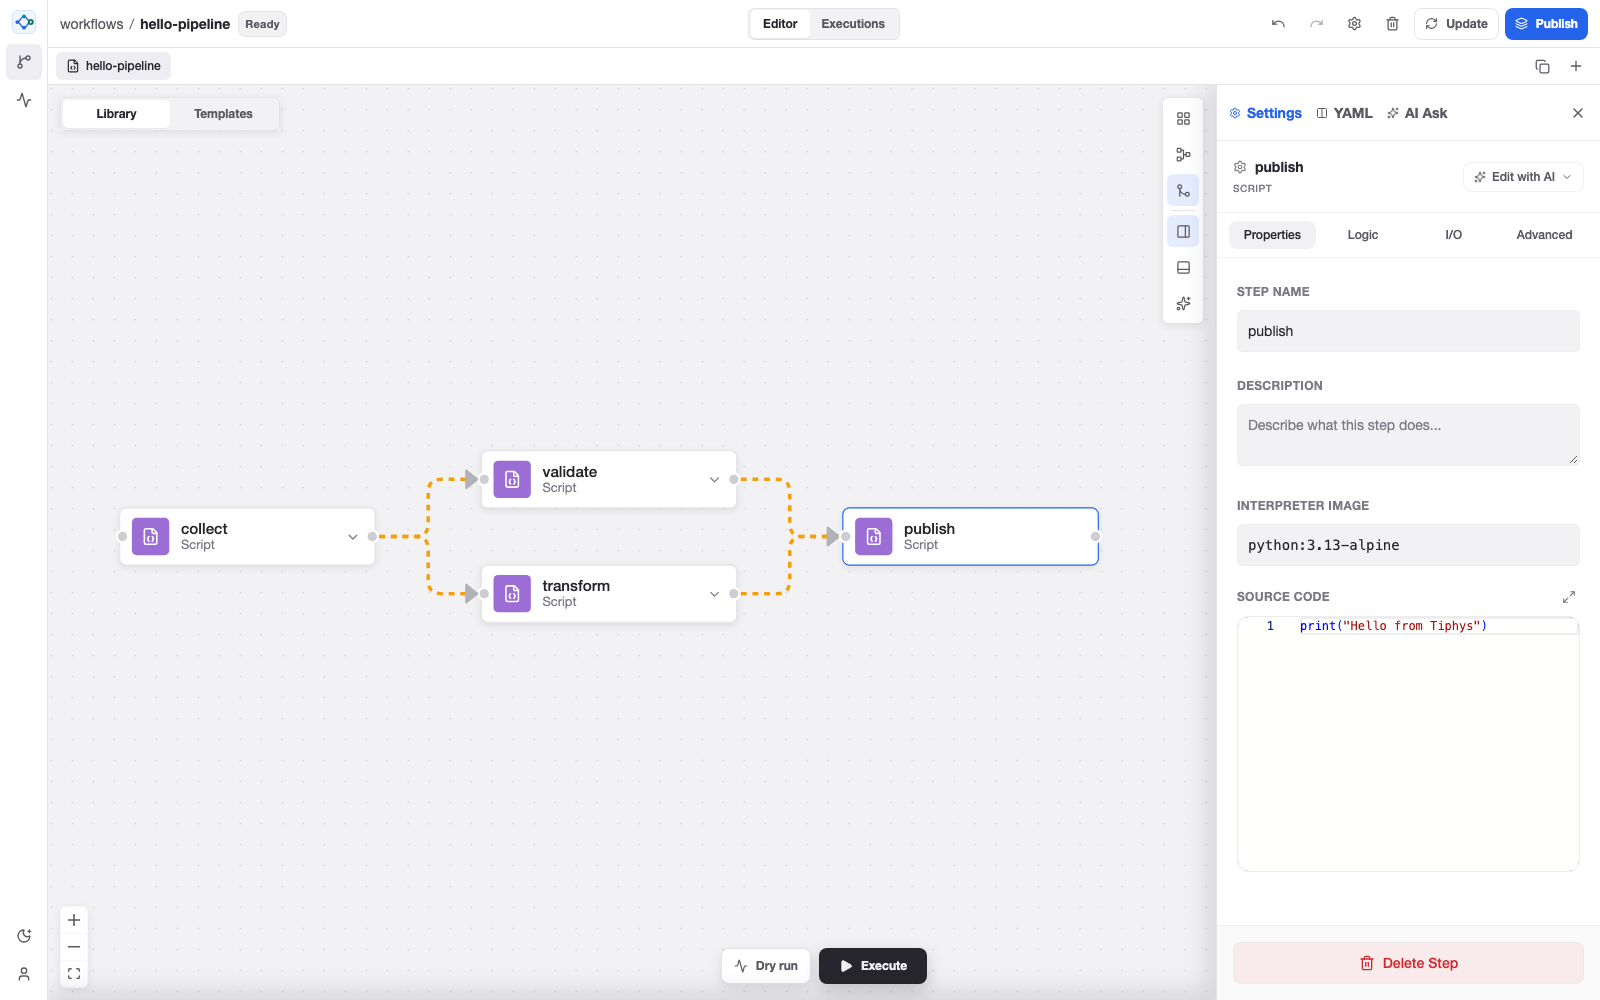 workflows / hello-pipeline Ready
Editor Executions
Update Publish
hello-pipeline
Library Templates
collect
Script
validate
Script
transform
Script
publish
Script
Dry run Execute
Settings YAML AI Ask
publish
SCRIPT
Edit with AI
Properties Logic I/O Advanced
STEP NAME
publish
DESCRIPTION
Describe what this step does...
INTERPRETER IMAGE
python:3.13-alpine
SOURCE CODE
1 print("Hello from Tiphys")
Delete Step